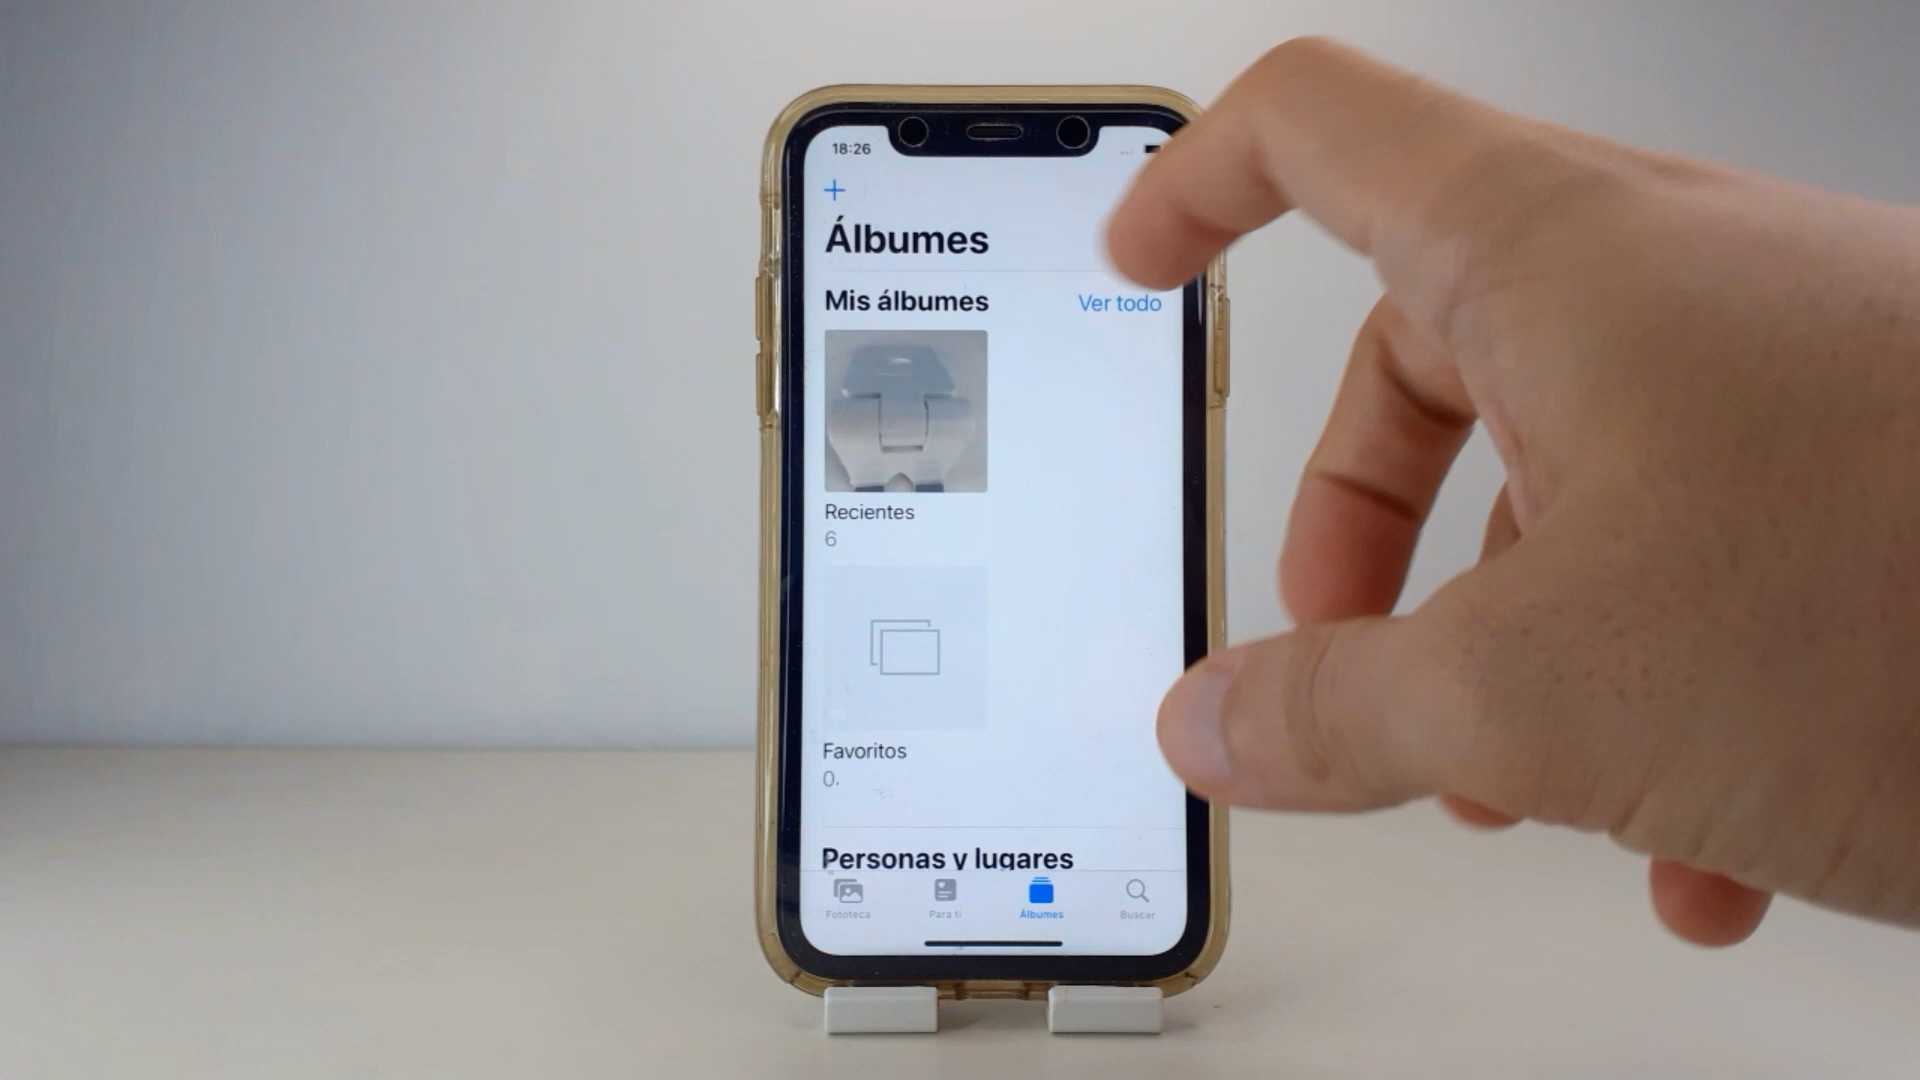 18:26
+
Álbumes
Mis álbumes
Ver todo
Recientes
6
Favoritos
0.
Personas y lugares
Fototeca
Para ti
Álbumes
Buscar